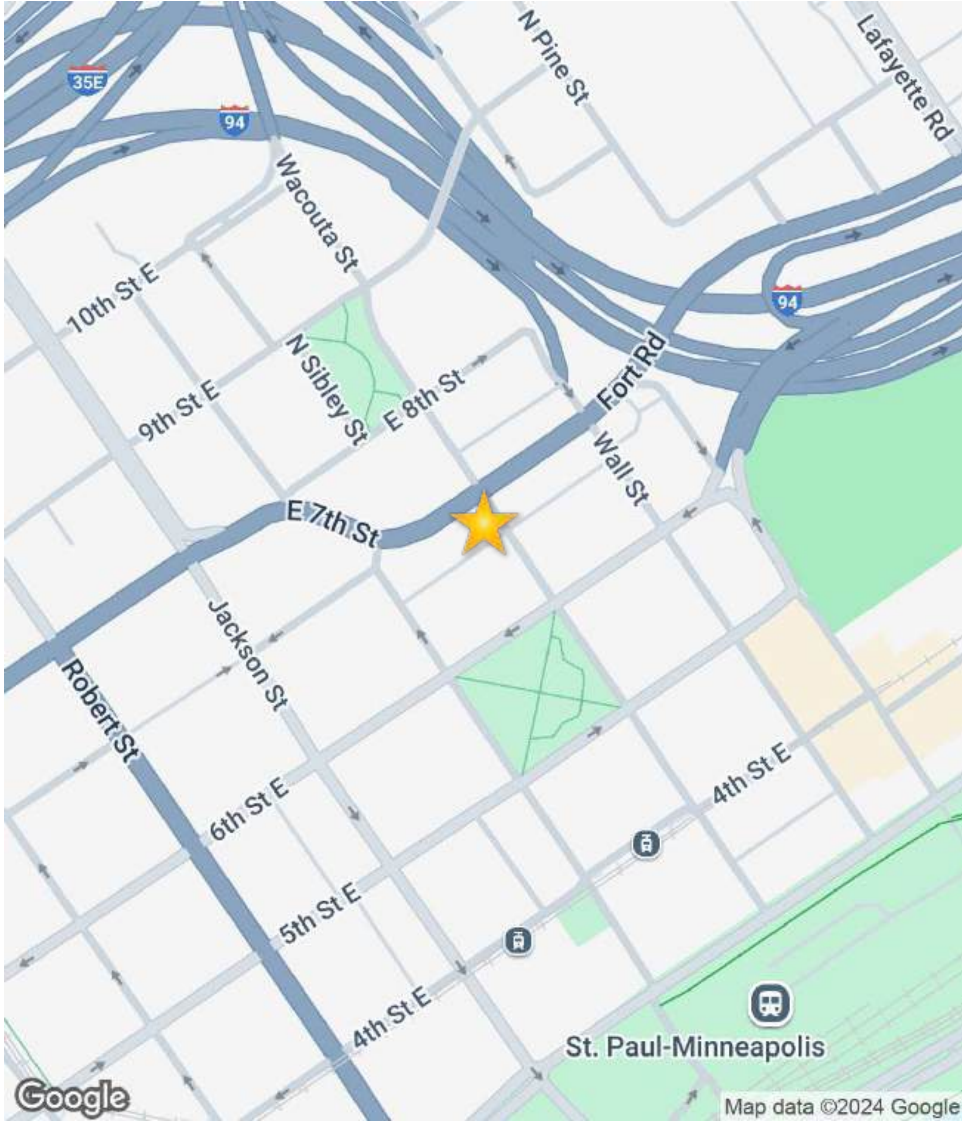 N Pine St
Lafayette Rd
35E
94
Wacouta St
10th St E
94
N Sibley St
Fort Rd
E 8th St
9th St E
Wall St
E 7th St
Jackson St
Robert St
4th St E
6th St E
5th St E
4th St E
St. Paul-Minneapolis
Google
Map data ©2024 Google